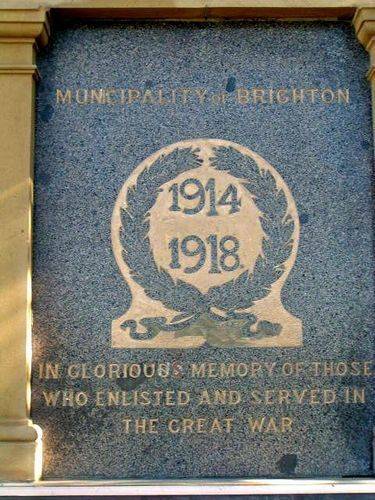 MUNICIPALITY of BRIGHTON
1914
1918
IN GLORIOUS MEMORY OF THOSE
WHO ENLISTED AND SERVED IN
THE GREAT WAR